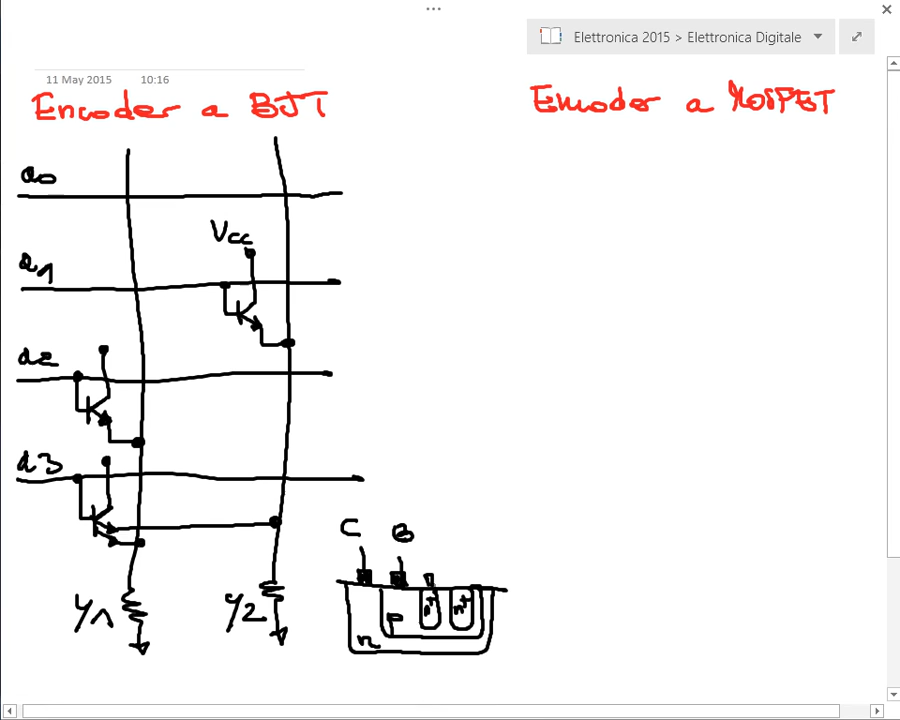 ...
Elettronica 2015 > Elettronica Digitale
11 May 2015 10:16
Encoder a BJT
Encoder a MOSFET
a0
Vcc
a1
a2
a3
C B
y1 y2
p n+ n+
n